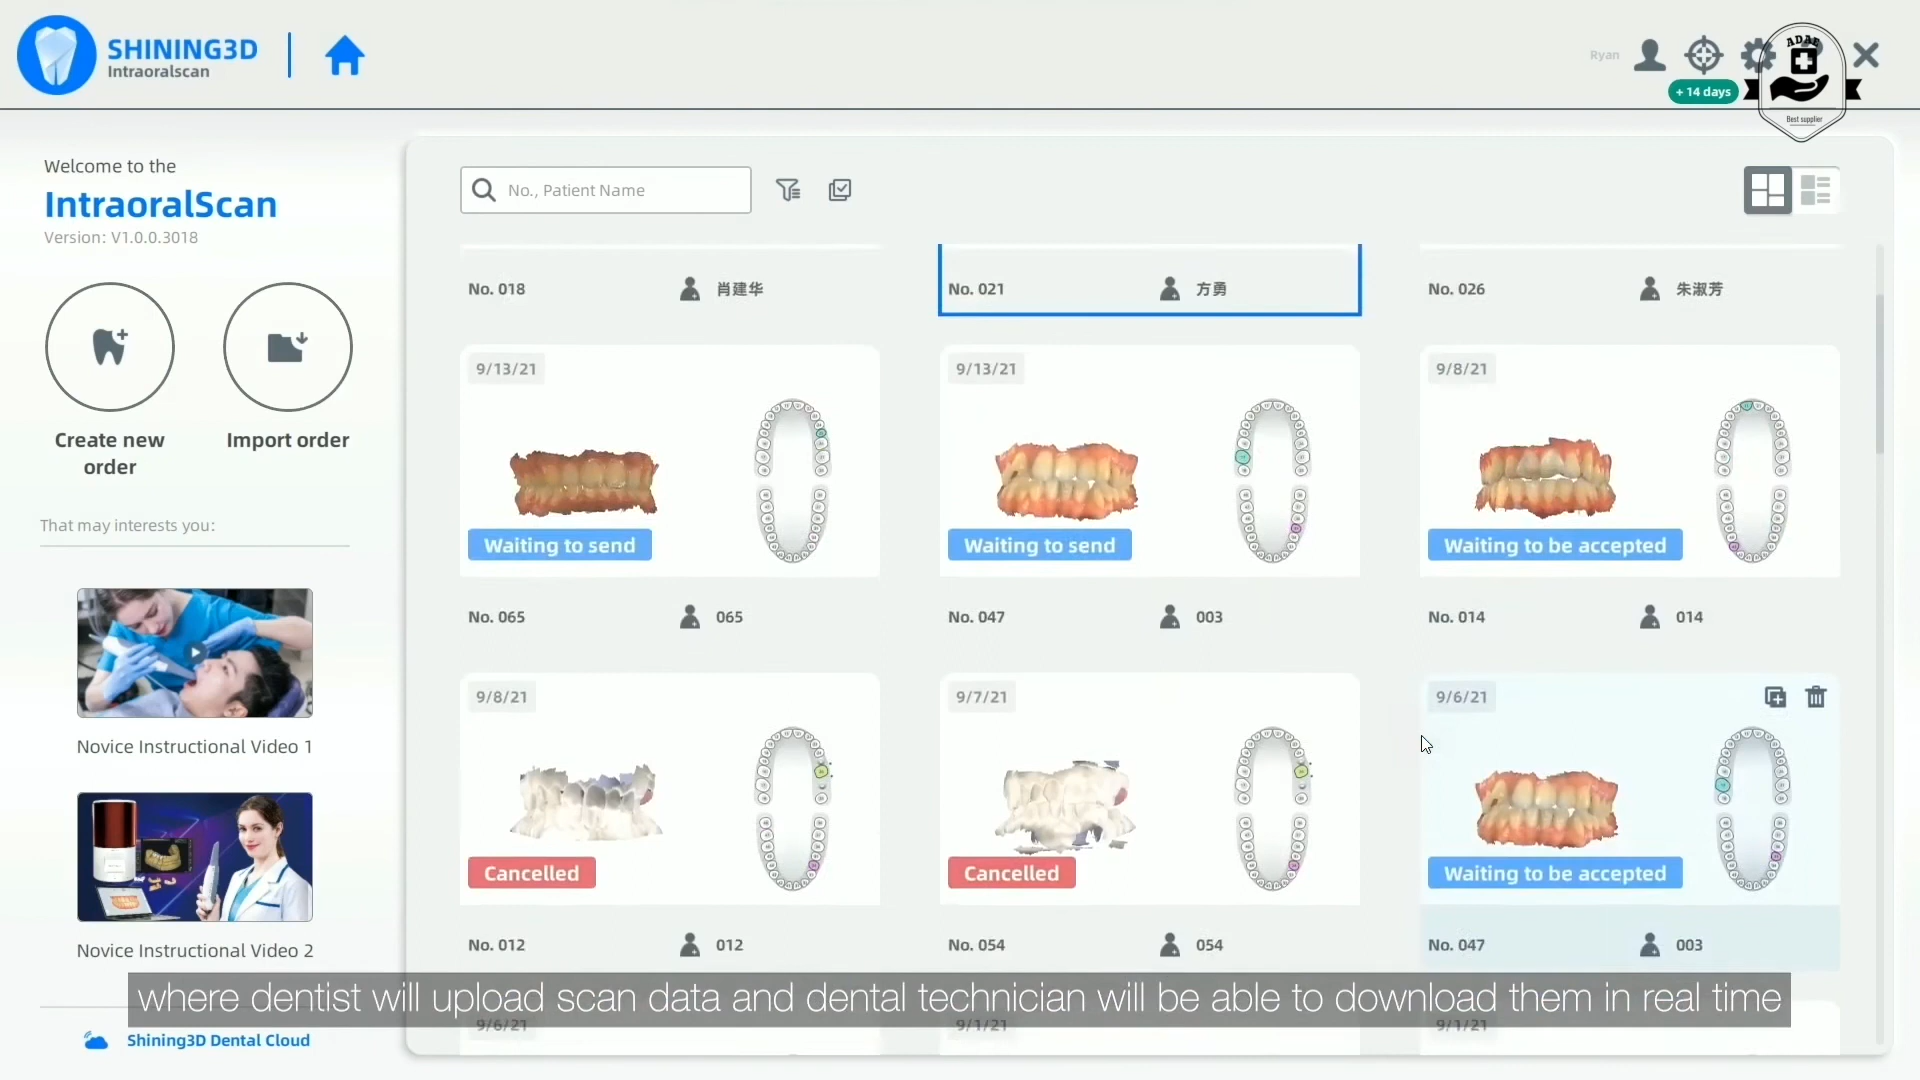 SHINING3D
Intraoralscan
Ryan
+ 14 days
ADAE
Best supplier
Welcome to the
IntraoralScan
Version: V1.0.0.3018
Create new
order
Import order
That may interests you:
Novice Instructional Video 1
Novice Instructional Video 2
Shining3D Dental Cloud
No., Patient Name
No. 018 肖建华
No. 021 方勇
No. 026 朱淑芳
9/13/21
Waiting to send
No. 065 065
9/13/21
Waiting to send
No. 047 003
9/8/21
Waiting to be accepted
No. 014 014
9/8/21
Cancelled
No. 012 012
9/7/21
Cancelled
No. 054 054
9/6/21
Waiting to be accepted
No. 047 003
where dentist will upload scan data and dental technician will be able to download them in real time
9/6/21
9/1/21
9/1/21